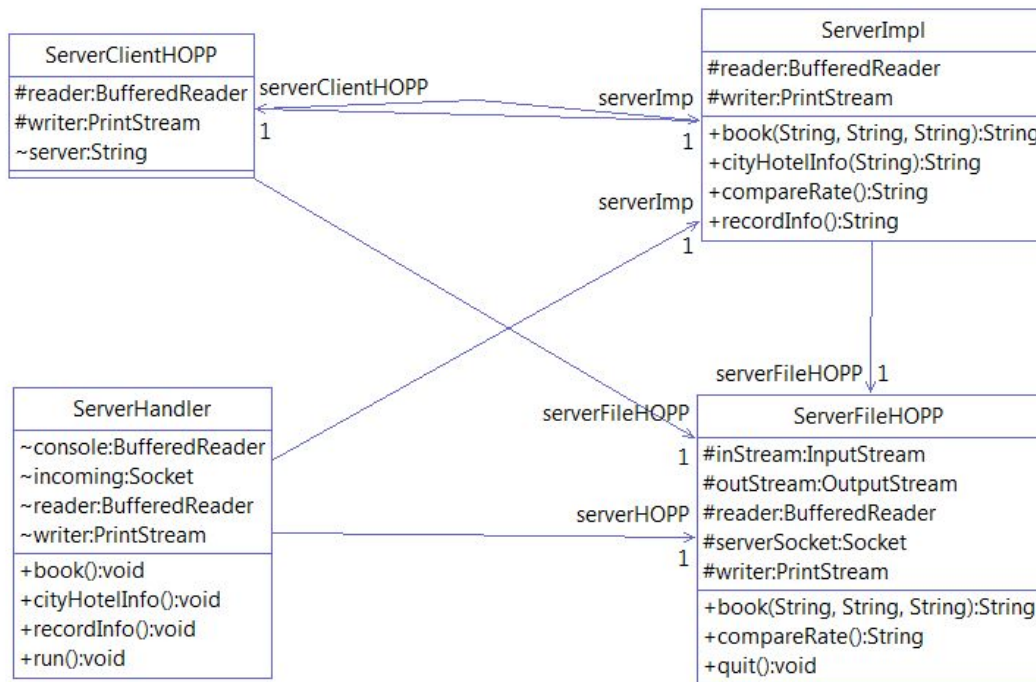 ServerClientHOPP
#reader:BufferedReader
#writer:PrintStream
~server:String
serverClientHOPP
1
serverImp
1
ServerImpl
#reader:BufferedReader
#writer:PrintStream
+book(String, String, String):String
+cityHotelInfo(String):String
+compareRate():String
+recordInfo():String
serverImp
1
serverFileHOPP
1
ServerHandler
~console:BufferedReader
~incoming:Socket
~reader:BufferedReader
~writer:PrintStream
+book():void
+cityHotelInfo():void
+recordInfo():void
+run():void
serverFileHOPP
1
serverHOPP
1
ServerFileHOPP
#inStream:InputStream
#outStream:OutputStream
#reader:BufferedReader
#serverSocket:Socket
#writer:PrintStream
+book(String, String, String):String
+compareRate():String
+quit():void